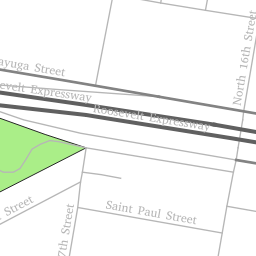 ayuga Street
North 16th Street
evelt Expressway
Roosevelt Expressway
Saint Paul Street
Street
7th Street